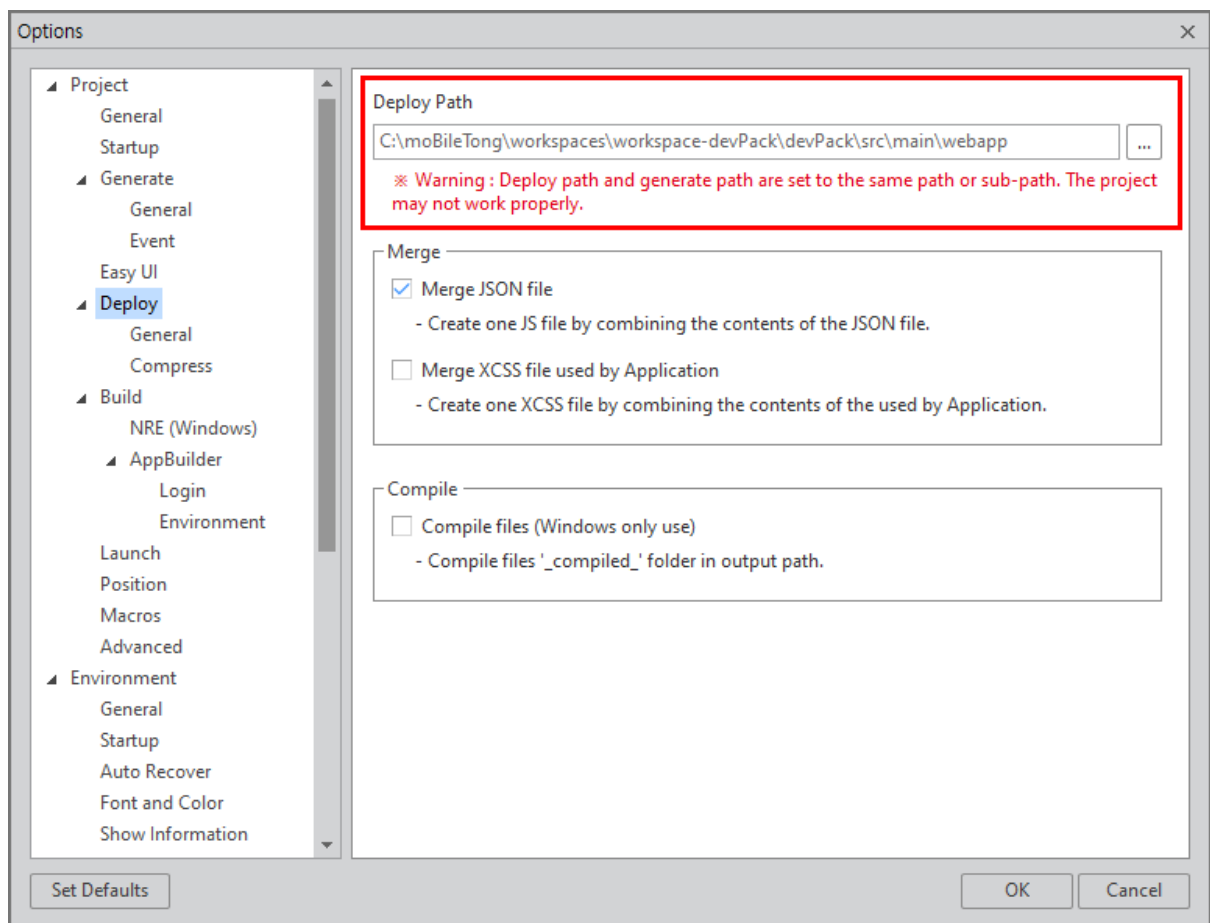 Options
Project
General
Startup
Generate
General
Event
Easy UI
Deploy
General
Compress
Build
NRE (Windows)
AppBuilder
Login
Environment
Launch
Position
Macros
Advanced
Environment
General
Startup
Auto Recover
Font and Color
Show Information
Deploy Path
C:\moBileTong\workspaces\workspace-devPack\devPack\src\main\webapp
...
※ Warning : Deploy path and generate path are set to the same path or sub-path. The project
may not work properly.
Merge
Merge JSON file
- Create one JS file by combining the contents of the JSON file.
Merge XCSS file used by Application
- Create one XCSS file by combining the contents of the used by Application.
Compile
Compile files (Windows only use)
- Compile files '_compiled_' folder in output path.
Set Defaults
OK
Cancel